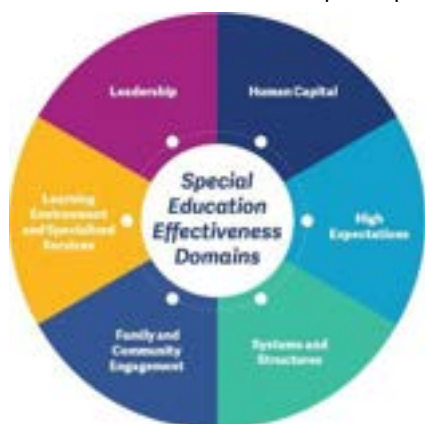 Leadership
Human Capital
Special
Education
Effectiveness
Domains
Learning
Environment
and Specialized
Services
High
Expectations
Family and
Community
Engagement
Systems and
Structures